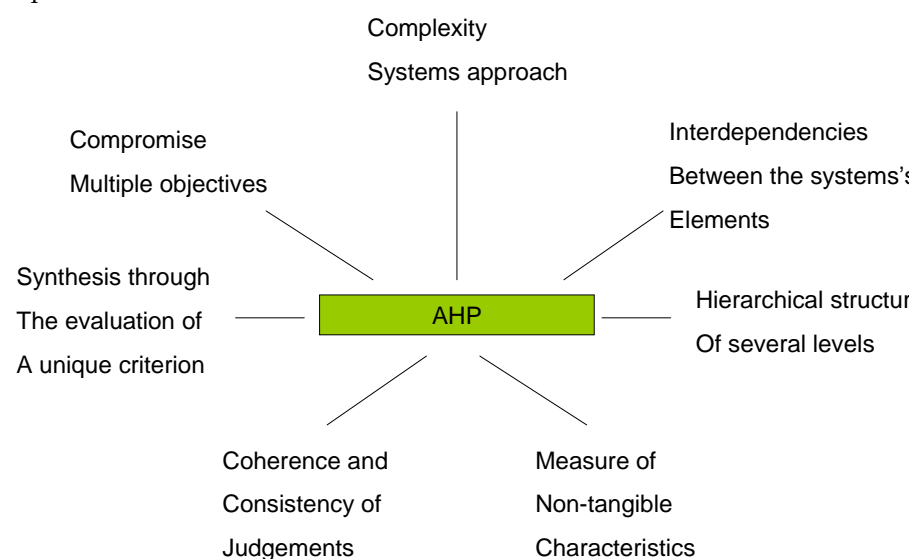 Complexity
Systems approach
Compromise
Multiple objectives
Interdependencies
Between the systems's
Elements
Synthesis through
The evaluation of
A unique criterion
AHP
Hierarchical structur
Of several levels
Coherence and
Consistency of
Judgements
Measure of
Non-tangible
Characteristics